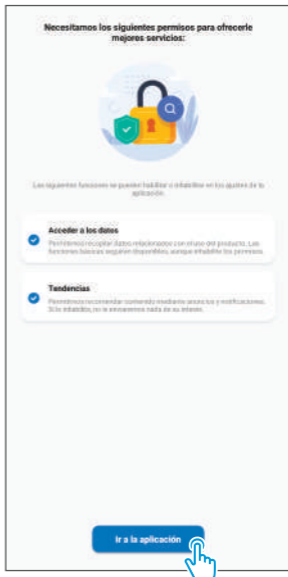 Necesitamos los siguientes permisos para ofrecerle
mejores servicios:
Las siguientes funciones se pueden habilitar o inhabilitar en los ajustes de la
aplicación.
Acceder a los datos
Permítenos recopilar datos relacionados con el uso del producto. Las
funciones básicas seguirán disponibles, aunque inhabilite los permisos.
Tendencias
Permítenos recomendar contenido mediante anuncios y notificaciones.
Si lo inhabilita, no le enviaremos nada de su interés.
Ir a la aplicación